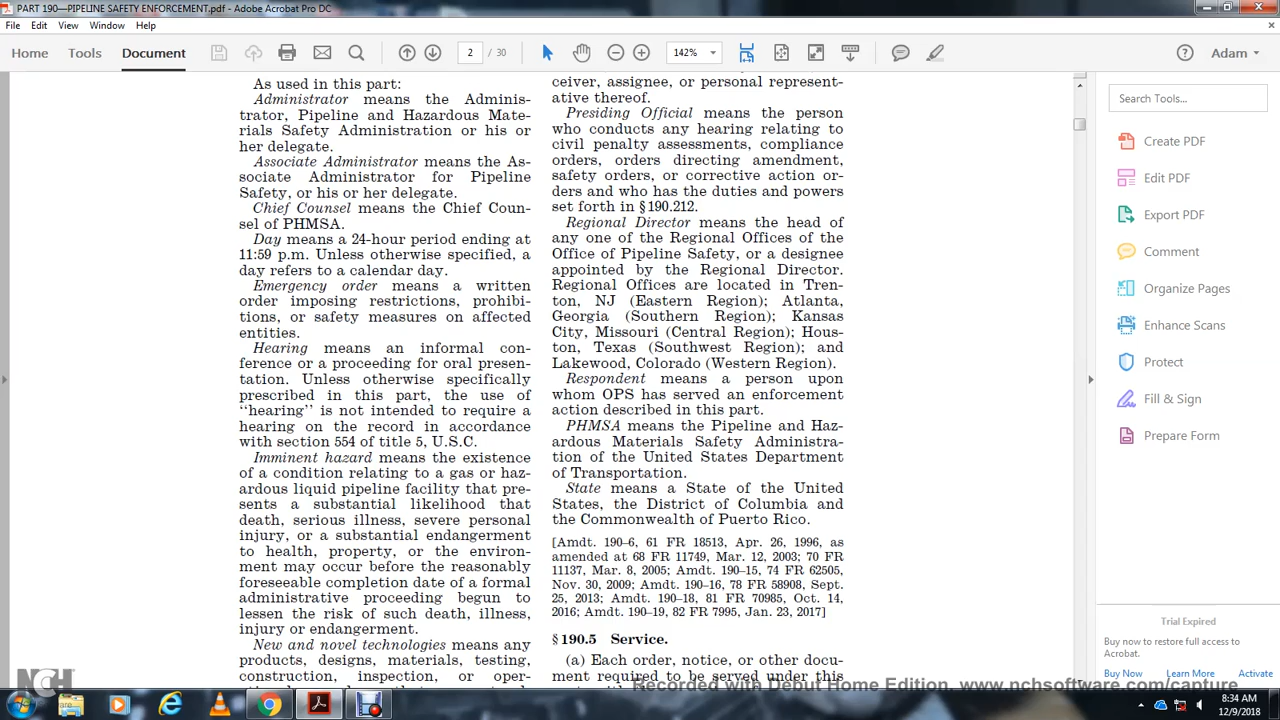 PART 190—PIPELINE SAFETY ENFORCEMENT.pdf - Adobe Acrobat Pro DC
File Edit View Window Help
Home Tools Document
2 / 30
142%
Adam
As used in this part:
Administrator means the Adminis-
trator, Pipeline and Hazardous Mate-
rials Safety Administration or his or
her delegate.
Associate Administrator means the As-
sociate Administrator for Pipeline
Safety, or his or her delegate.
Chief Counsel means the Chief Coun-
sel of PHMSA.
Day means a 24-hour period ending at
11:59 p.m. Unless otherwise specified, a
day refers to a calendar day.
Emergency order means a written
order imposing restrictions, prohibi-
tions, or safety measures on affected
entities.
Hearing means an informal con-
ference or a proceeding for oral presen-
tation. Unless otherwise specifically
prescribed in this part, the use of
‘‘hearing’’ is not intended to require a
hearing on the record in accordance
with section 554 of title 5, U.S.C.
Imminent hazard means the existence
of a condition relating to a gas or haz-
ardous liquid pipeline facility that pre-
sents a substantial likelihood that
death, serious illness, severe personal
injury, or a substantial endangerment
to health, property, or the environ-
ment may occur before the reasonably
foreseeable completion date of a formal
administrative proceeding begun to
lessen the risk of such death, illness,
injury or endangerment.
New and novel technologies means any
products, designs, materials, testing,
construction, inspection, or oper-
ceiver, assignee, or personal represent-
ative thereof.
Presiding Official means the person
who conducts any hearing relating to
civil penalty assessments, compliance
orders, orders directing amendment,
safety orders, or corrective action or-
ders and who has the duties and powers
set forth in § 190.212.
Regional Director means the head of
any one of the Regional Offices of the
Office of Pipeline Safety, or a designee
appointed by the Regional Director.
Regional Offices are located in Tren-
ton, NJ (Eastern Region); Atlanta,
Georgia (Southern Region); Kansas
City, Missouri (Central Region); Hous-
ton, Texas (Southwest Region); and
Lakewood, Colorado (Western Region).
Respondent means a person upon
whom OPS has served an enforcement
action described in this part.
PHMSA means the Pipeline and Haz-
ardous Materials Safety Administra-
tion of the United States Department
of Transportation.
State means a State of the United
States, the District of Columbia and
the Commonwealth of Puerto Rico.
[Amdt. 190–6, 61 FR 18513, Apr. 26, 1996, as
amended at 68 FR 11749, Mar. 12, 2003; 70 FR
11137, Mar. 8, 2005; Amdt. 190–15, 74 FR 62505,
Nov. 30, 2009; Amdt. 190–16, 78 FR 58908, Sept.
25, 2013; Amdt. 190–18, 81 FR 70985, Oct. 14,
2016; Amdt. 190–19, 82 FR 7995, Jan. 23, 2017]
§ 190.5 Service.
(a) Each order, notice, or other docu-
ment required to be served under this
Search Tools...
Create PDF
Edit PDF
Export PDF
Comment
Organize Pages
Enhance Scans
Protect
Fill & Sign
Prepare Form
Trial Expired
Buy now to restore full access to
Acrobat.
Buy Now Learn More Activate
NCH
Recorded with Debut Home Edition. www.nchsoftware.com/capture
8:34 AM
12/9/2018